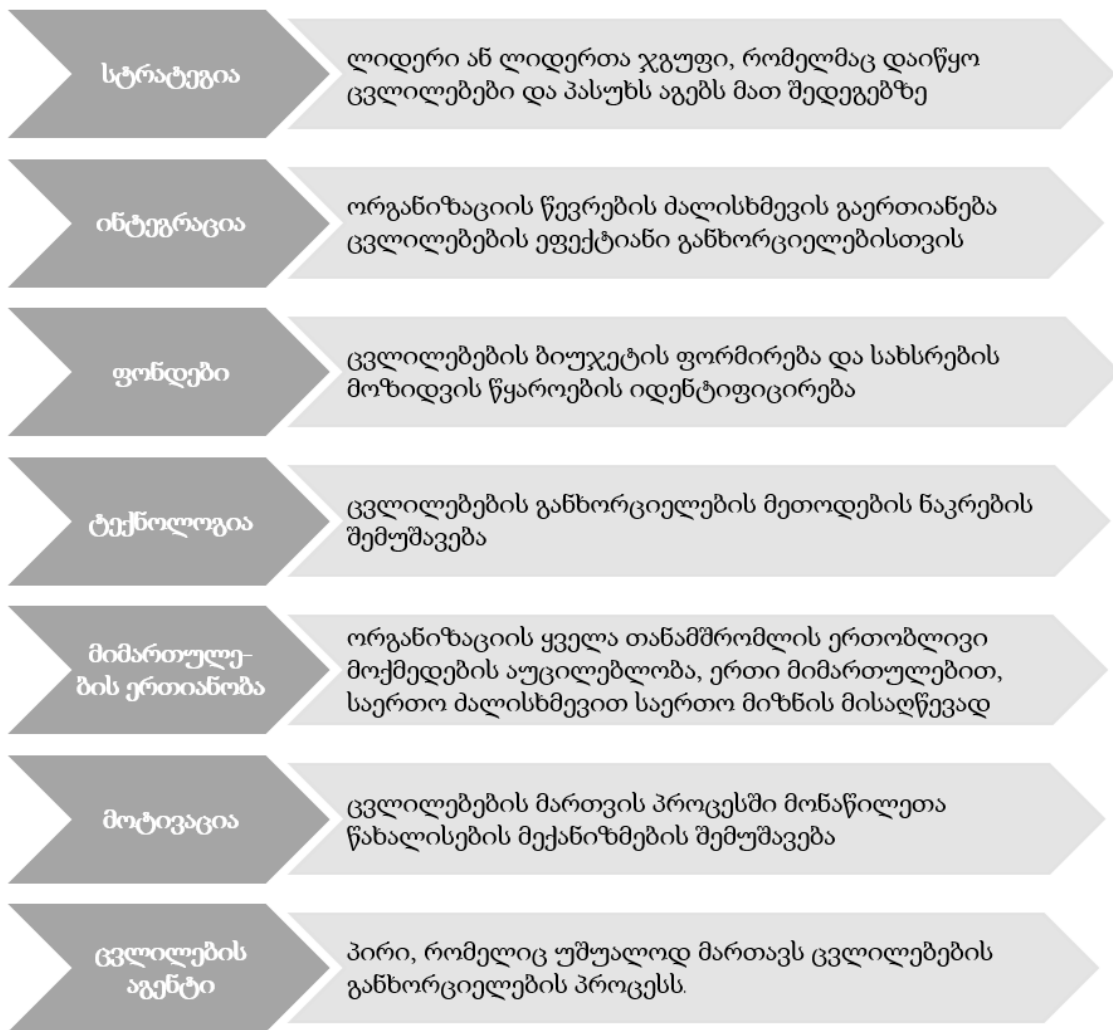 სტრატეგია
ლიდერი ან ლიდერთა ჯგუფი, რომელმაც დაიწყო
ცვლილებები და პასუხს აგებს მათ შედეგებზე
ინტეგრაცია
ორგანიზაციის წევრების ძალისხმევის გაერთიანება
ცვლილებების ეფექტიანი განხორციელებისთვის
ფონდები
ცვლილებების ბიუჯეტის ფორმირება და სახსრების
მოზიდვის წყაროების იდენტიფიცირება
ტექნოლოგია
ცვლილებების განხორციელების მეთოდების ნაკრების
შემუშავება
მიმართულე-
ბის ერთიანობა
ორგანიზაციის ყველა თანამშრომლის ერთობლივი
მოქმედების აუცილებლობა, ერთი მიმართულებით,
საერთო ძალისხმევით საერთო მიზნის მისაღწევად
მოტივაცია
ცვლილებების მართვის პროცესში მონაწილეთა
წახალისების მექანიზმების შემუშავება
ცვლილების
აგენტი
პირი, რომელიც უშუალოდ მართავს ცვლილებების
განხორციელების პროცესს.